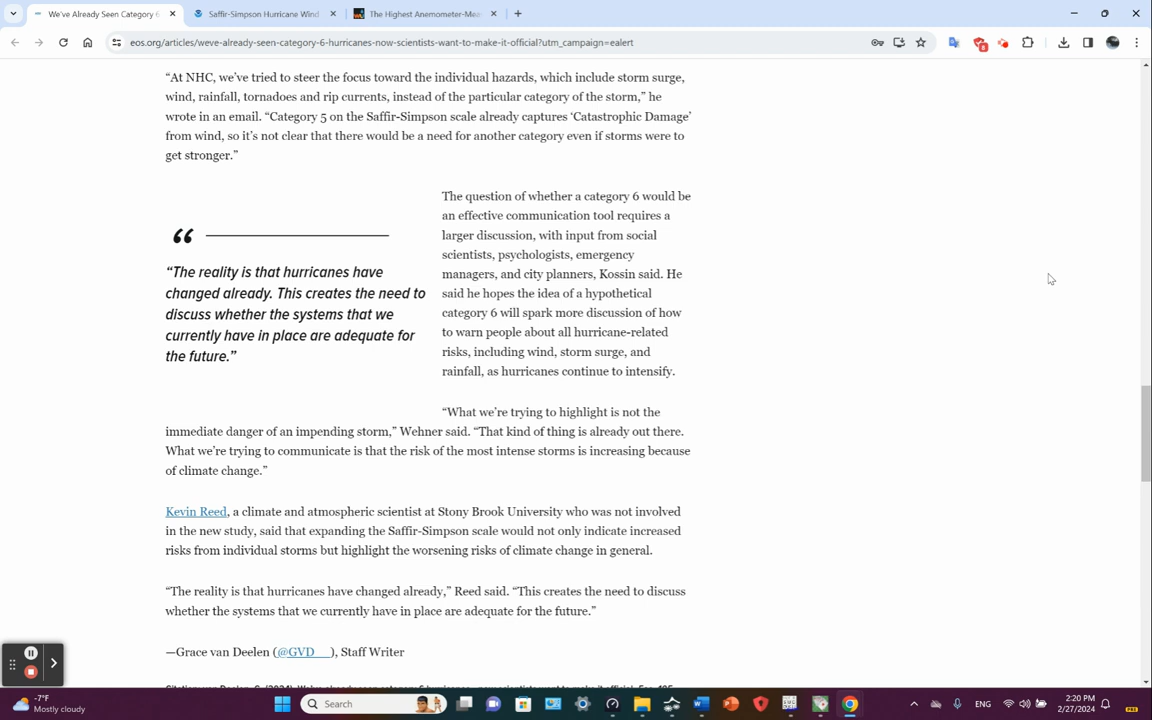 We've Already Seen Category 6
Saffir-Simpson Hurricane Wind
The Highest Anemometer-Mea
eos.org/articles/weve-already-seen-category-6-hurricanes-now-scientists-want-to-make-it-official?utm_campaign=ealert
8
“At NHC, we’ve tried to steer the focus toward the individual hazards, which include storm surge,
wind, rainfall, tornadoes and rip currents, instead of the particular category of the storm,” he
wrote in an email. “Category 5 on the Saffir-Simpson scale already captures ‘Catastrophic Damage’
from wind, so it’s not clear that there would be a need for another category even if storms were to
get stronger.”
“The reality is that hurricanes have
changed already. This creates the need to
discuss whether the systems that we
currently have in place are adequate for
the future.”
The question of whether a category 6 would be
an effective communication tool requires a
larger discussion, with input from social
scientists, psychologists, emergency
managers, and city planners, Kossin said. He
said he hopes the idea of a hypothetical
category 6 will spark more discussion of how
to warn people about all hurricane-related
risks, including wind, storm surge, and
rainfall, as hurricanes continue to intensify.
“What we’re trying to highlight is not the
immediate danger of an impending storm,” Wehner said. “That kind of thing is already out there.
What we’re trying to communicate is that the risk of the most intense storms is increasing because
of climate change.”
Kevin Reed, a climate and atmospheric scientist at Stony Brook University who was not involved
in the new study, said that expanding the Saffir-Simpson scale would not only indicate increased
risks from individual storms but highlight the worsening risks of climate change in general.
“The reality is that hurricanes have changed already,” Reed said. “This creates the need to discuss
whether the systems that we currently have in place are adequate for the future.”
—Grace van Deelen (@GVD__), Staff Writer
-7°F
Mostly cloudy
Search
ENG
2:20 PM
2/27/2024